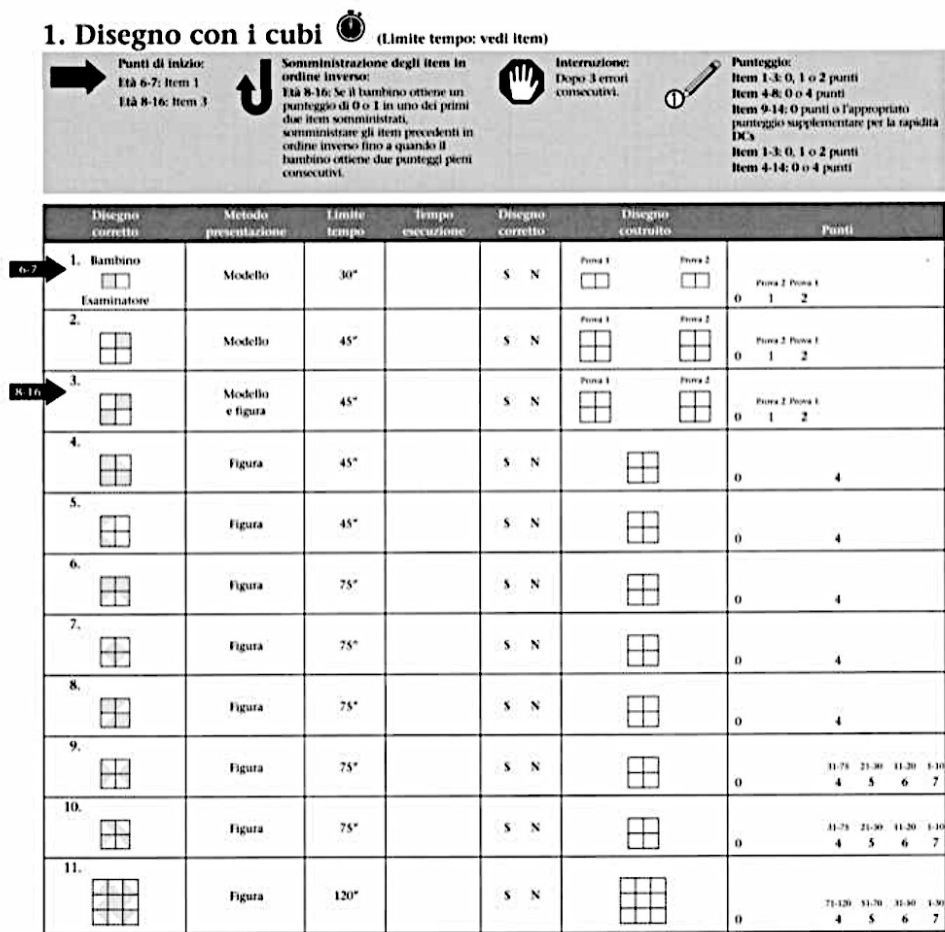 1. Disegno con i cubi (Limite tempo: vedi item)
Punti di inizio:
Età 6-7: Item 1
Età 8-16: Item 3
Somministrazione degli item in
ordine inverso:
Età 8-16: Se il bambino ottiene un
punteggio di 0 o 1 in uno dei primi
due item somministrati,
somministrare gli item precedenti in
ordine inverso fino a quando il
bambino ottiene due punteggi pieni
consecutivi.
Interruzione:
Dopo 3 errori
consecutivi.
Punteggio:
Item 1-3: 0, 1 o 2 punti
Item 4-8: 0 o 4 punti
Item 9-14: 0 punti o l'appropriato
punteggio supplementare per la rapidità
DCs
Item 1-3: 0, 1 o 2 punti
Item 4-14: 0 o 4 punti
Disegno corretto Metodo presentazione Limite tempo Tempo esecuzione Disegno corretto Disegno costruito Punti
6-7
1. Bambino
Esaminatore
Modello 30" S N Prova 1 Prova 2
Prova 2 Prova 1
0 1 2
2.
Modello 45" S N Prova 1 Prova 2
Prova 2 Prova 1
0 1 2
8-16
3.
Modello e figura 45" S N Prova 1 Prova 2
Prova 2 Prova 1
0 1 2
4.
Figura 45" S N 0 4
5.
Figura 45" S N 0 4
6.
Figura 75" S N 0 4
7.
Figura 75" S N 0 4
8.
Figura 75" S N 0 4
9.
Figura 75" S N
31-75 21-30 11-20 1-10
0 4 5 6 7
10.
Figura 75" S N
31-75 21-30 11-20 1-10
0 4 5 6 7
11.
Figura 120" S N
71-120 51-70 31-50 1-30
0 4 5 6 7